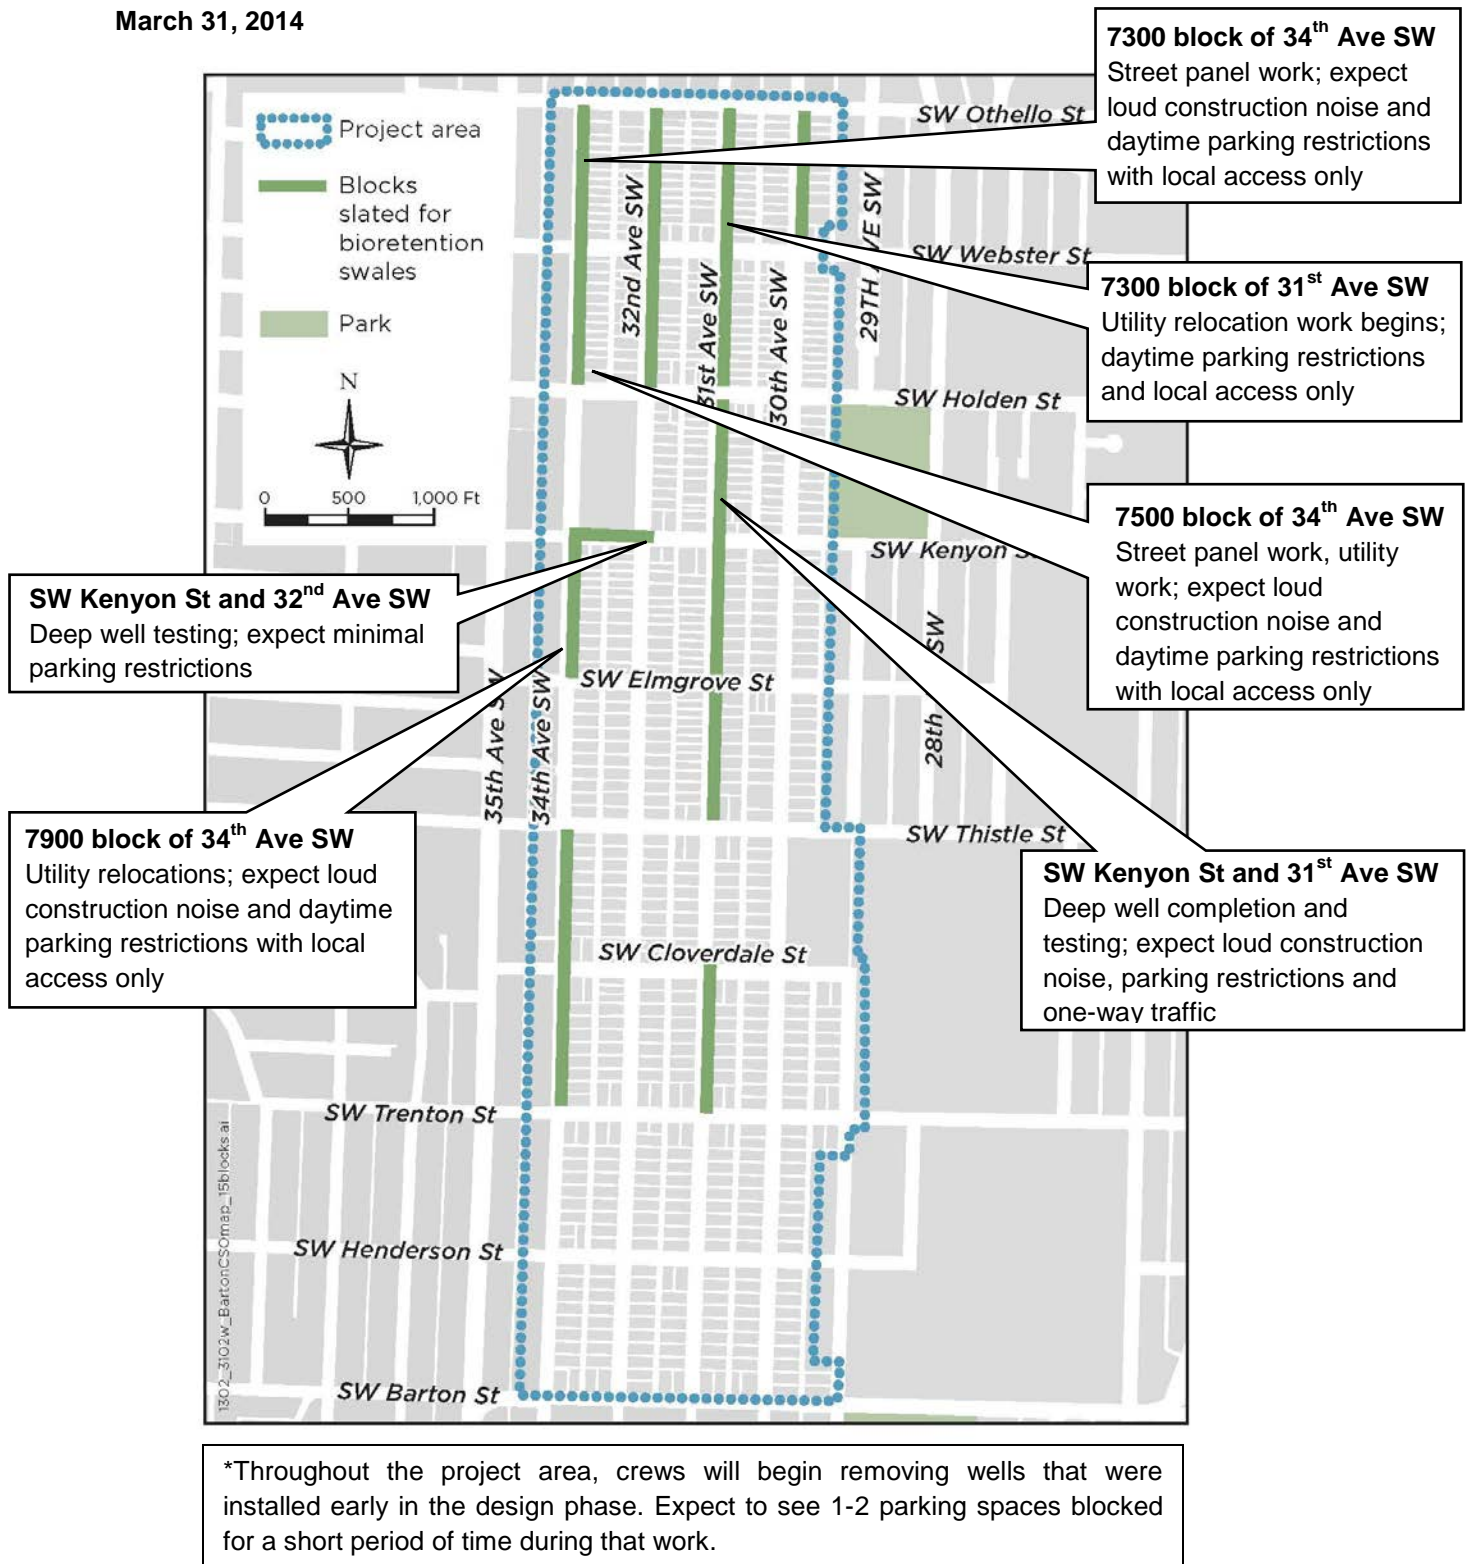 March 31, 2014
7300 block of 34th Ave SW
Street panel work; expect
loud construction noise and
daytime parking restrictions
with local access only
Project area
Blocks
slated for
bioretention
swales
Park
N
0 500 1,000 Ft
SW Othello St
32nd Ave SW
31st Ave SW
30th Ave SW
29TH AVE SW
SW Webster St
7300 block of 31st Ave SW
Utility relocation work begins;
daytime parking restrictions
and local access only
SW Holden St
7500 block of 34th Ave SW
Street panel work, utility
work; expect loud
construction noise and
daytime parking restrictions
with local access only
SW Kenyon S
SW Kenyon St and 32nd Ave SW
Deep well testing; expect minimal
parking restrictions
28th SW
SW Elmgrove St
35th Ave SW
34th Ave SW
7900 block of 34th Ave SW
Utility relocations; expect loud
construction noise and daytime
parking restrictions with local
access only
SW Thistle St
SW Kenyon St and 31st Ave SW
Deep well completion and
testing; expect loud construction
noise, parking restrictions and
one-way traffic
SW Cloverdale St
SW Trenton St
SW Henderson St
SW Barton St
1302_3102w_BartonCSOmap_15blocks.ai
*Throughout the project area, crews will begin removing wells that were
installed early in the design phase. Expect to see 1-2 parking spaces blocked
for a short period of time during that work.